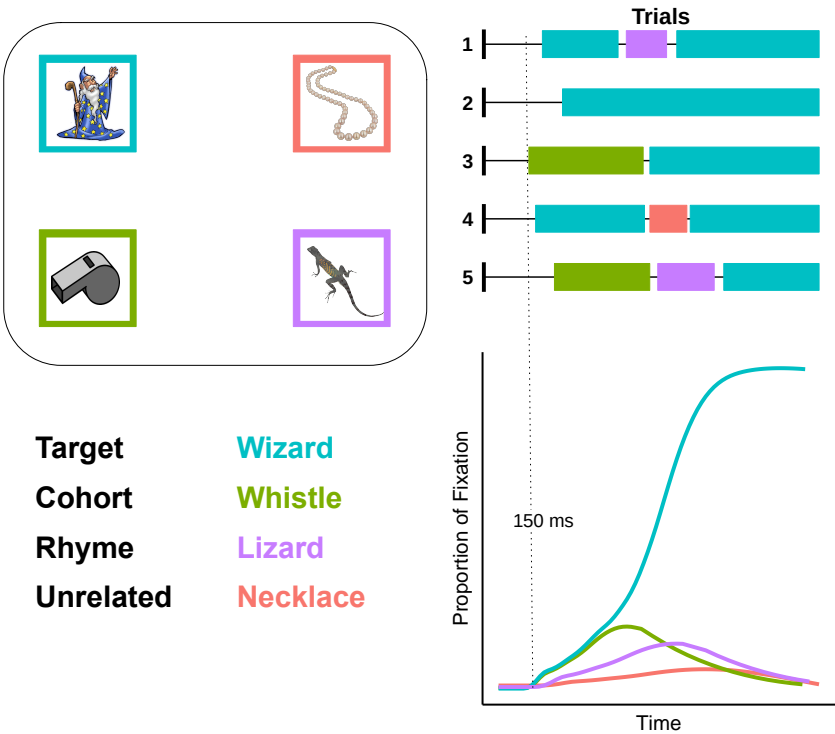 Trials
1
2
3
4
5
Target Wizard
Cohort Whistle
Rhyme Lizard
Unrelated Necklace
Proportion of Fixation
150 ms
Time